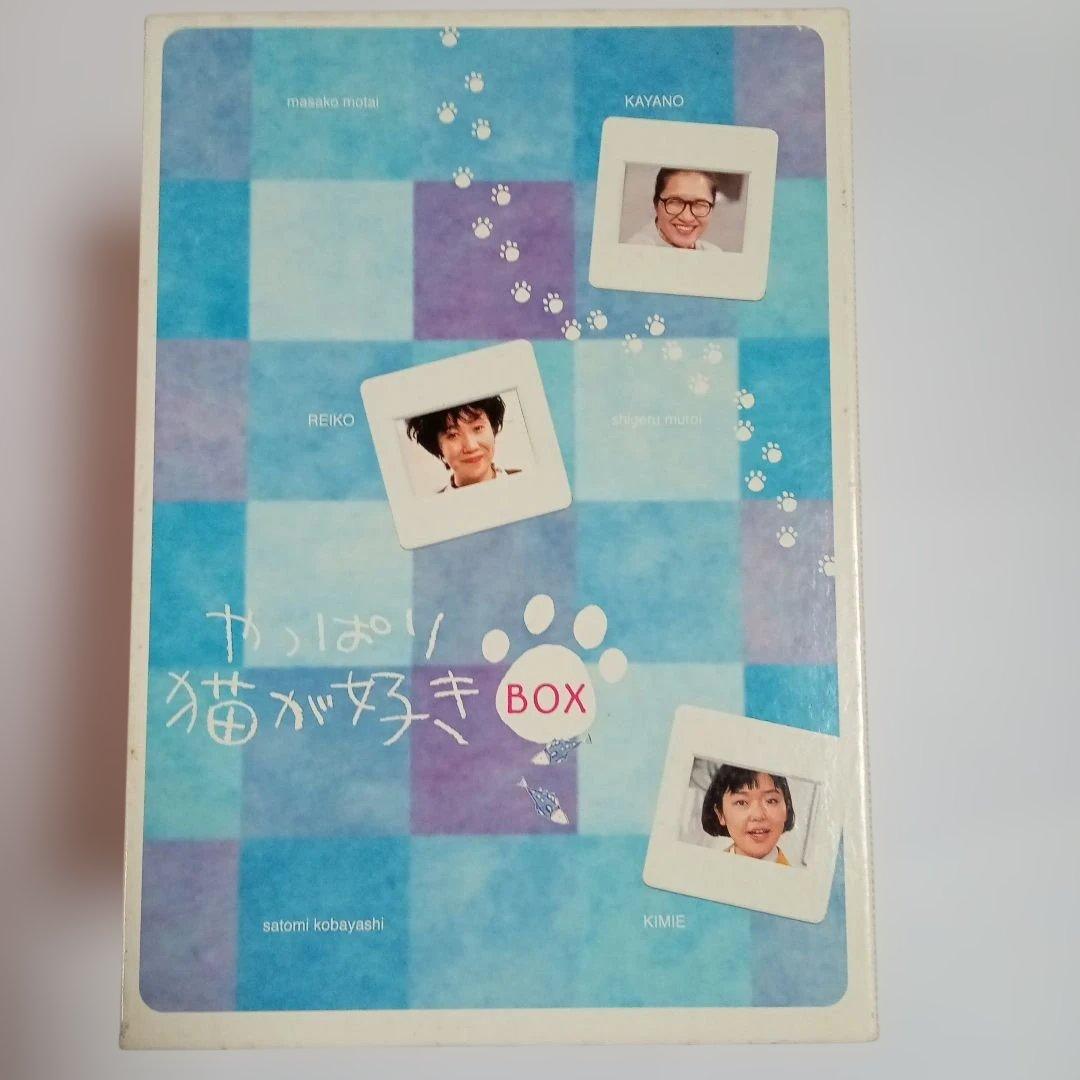 masako motai
KAYANO
REIKO
shigeru muroi
やっぱり
猫が好き
BOX
satomi kobayashi
KIMIE